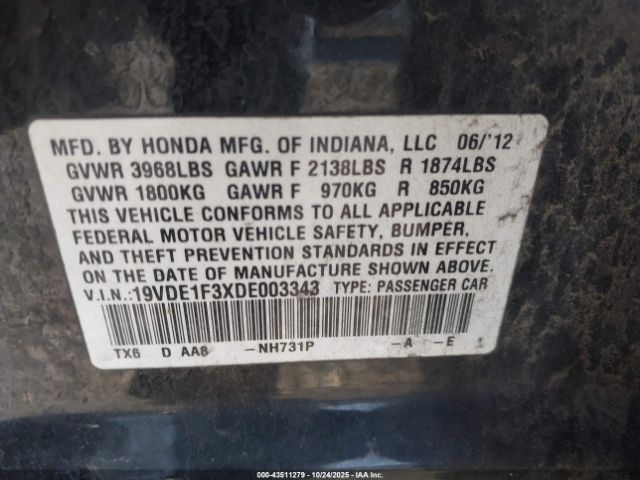 MFD. BY HONDA MFG. OF INDIANA, LLC 06/'12
GVWR 3968LBS GAWR F 2138LBS R 1874LBS
GVWR 1800KG GAWR F 970KG R 850KG
THIS VEHICLE CONFORMS TO ALL APPLICABLE
FEDERAL MOTOR VEHICLE SAFETY, BUMPER,
AND THEFT PREVENTION STANDARDS IN EFFECT
ON THE DATE OF MANUFACTURE SHOWN ABOVE.
V.I.N.: 19VDE1F3XDE003343 TYPE: PASSENGER CAR
TX6 D AA8 -NH731P -A -E
000-43511279 - 10/24/2025 - IAAI, Inc.